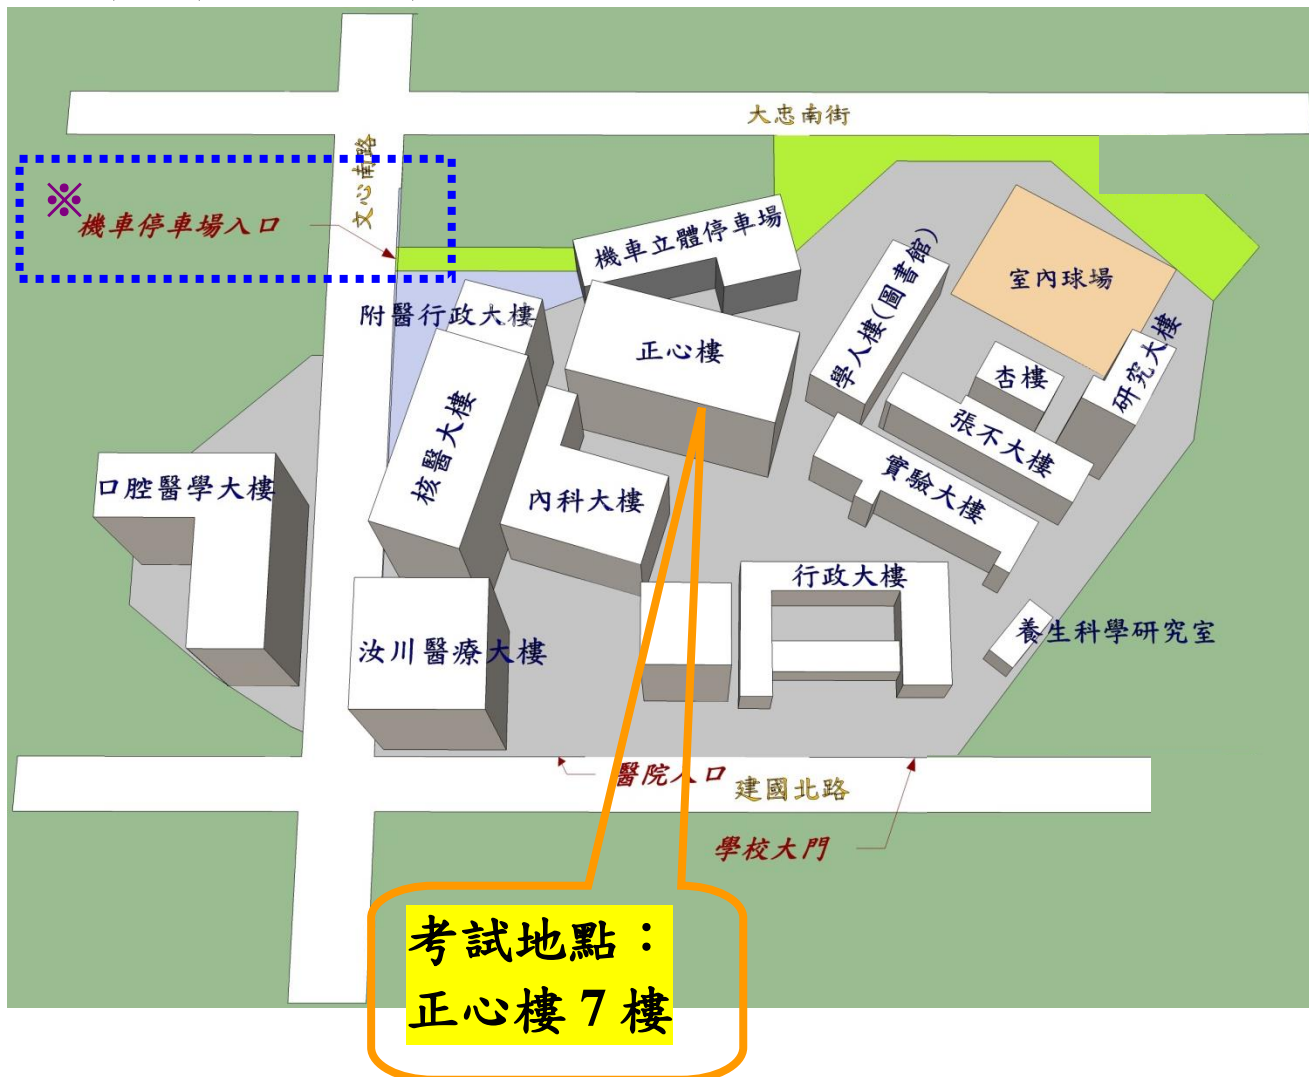 大忠南街
文心南路
※
機車停車場入口
機車立體停車場
學人樓(圖書館)
室內球場
附醫行政大樓
正心樓
杏樓
研究大樓
張不大樓
核醫大樓
實驗大樓
口腔醫學大樓
內科大樓
行政大樓
養生科學研究室
汝川醫療大樓
醫院入口
建國北路
學校大門
考試地點：
正心樓 7 樓